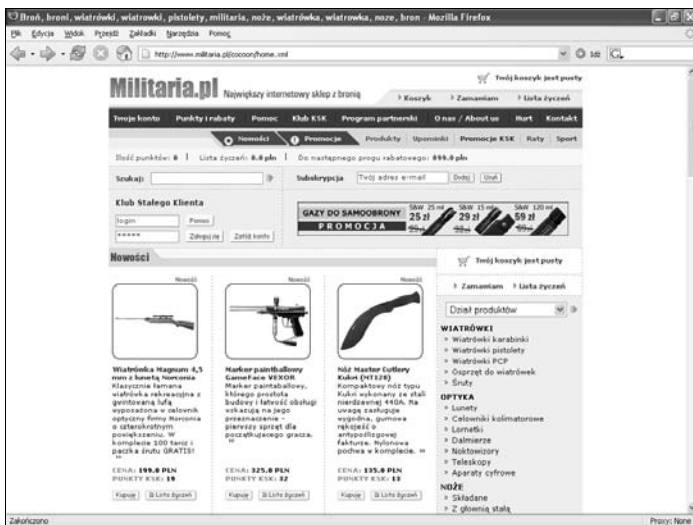 Broń, broni, wiatrówki, wiatrowki, pistolety, militaria, noże, wiatrówka, wiatrowka, noze, bron - Mozilla Firefox
Plik Edycja Widok Przejdź Zakładki Narzędzia Pomoc
http://www.militaria.pl/cocoon/home.xml
Twój koszyk jest pusty
Militaria.pl Największy internetowy sklep z bronią
Koszyk Zamawiam Lista życzeń
Twoje konto Punkty i rabaty Pomoc Klub KSK Program partnerski O nas / About us Hurt Kontakt
Nowości Promocje Produkty Upominki Promocja KSK Raty Sport
Ilość punktów: 0 | Lista życzeń: 0.0 pln | Do następnego progu rabatowego: 899.0 pln
Szukaj: Subskrypcja Twój adres e-mail Dodaj Usuń
Klub Stałego Klienta
login Pomoc
***** Zaloguj się Załóż konto
GAZY DO SAMOOBRONY
PROMOCJA
S&W 25 ml S&W 15 ml S&W 120 ml
25 zł 29 zł 59 zł
Nowości
Twój koszyk jest pusty
Zamawiam Lista życzeń
Nowość Nowość Nowość
Dział produktów
Wiatrówka Magnum 4,5
mm z lunetą Norconia
Klasycznie łamana
wiatrówka rekreacyjna z
gwintowaną lufą
wyposażona w celownik
optyczny firmy Norconia
o czterokrotnym
powiększeniu. W
komplecie 100 tarcz i
paczka śrutu GRATIS!
»
CENA: 199.0 PLN
PUNKTY KSK: 19
Kupuję Lista życzeń
Marker paintballowy
GameFace VEXOR
Marker paintaballowy,
którego prostota
budowy i łatwość obsługi
wskazują na jego
przeznaczenie -
pierwszy sprzęt dla
początkującego gracza.
»
CENA: 325.0 PLN
PUNKTY KSK: 32
Kupuję Lista życzeń
Nóż Master Cutlery
Kukri (HT128)
Kompaktowy nóż typu
Kukri wykonany ze stali
nierdzewnej 440A. Na
uwagę zasługuje
wygodna, gumowa
rękojeść o
antypoślizgowej
fakturze. Nylonowa
pochwa w komplecie. »
CENA: 135.0 PLN
PUNKTY KSK: 13
Kupuję Lista życzeń
WIATRÓWKI
» Wiatrówki karabinki
» Wiatrówki pistolety
» Wiatrówki PCP
» Osprzęt do wiatrówek
» Śruty
OPTYKA
» Lunety
» Celowniki kolimatorowe
» Lornetki
» Dalmierze
» Noktowizory
» Teleskopy
» Aparaty cyfrowe
NOŻE
» Składane
» Z głownią stałą
Zakończono Proxy: None